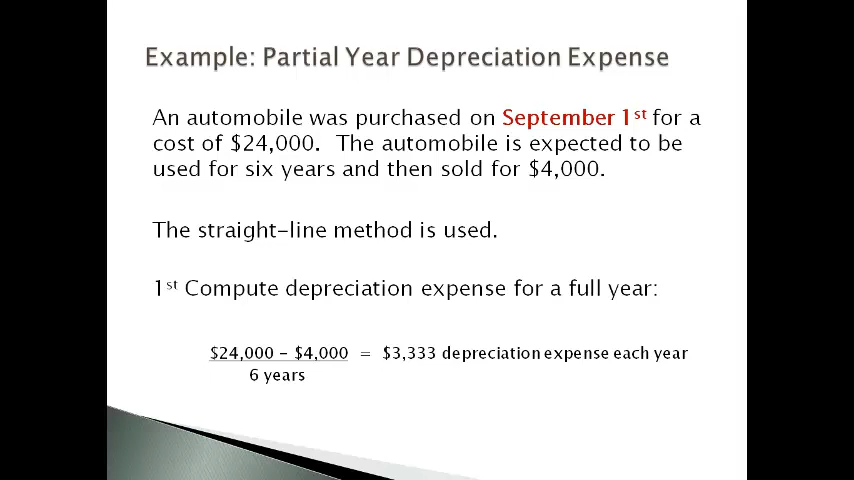 Example: Partial Year Depreciation Expense
An automobile was purchased on September 1st for a
cost of $24,000. The automobile is expected to be
used for six years and then sold for $4,000.
The straight-line method is used.
1st Compute depreciation expense for a full year:
$24,000 - $4,000 = $3,333 depreciation expense each year
6 years